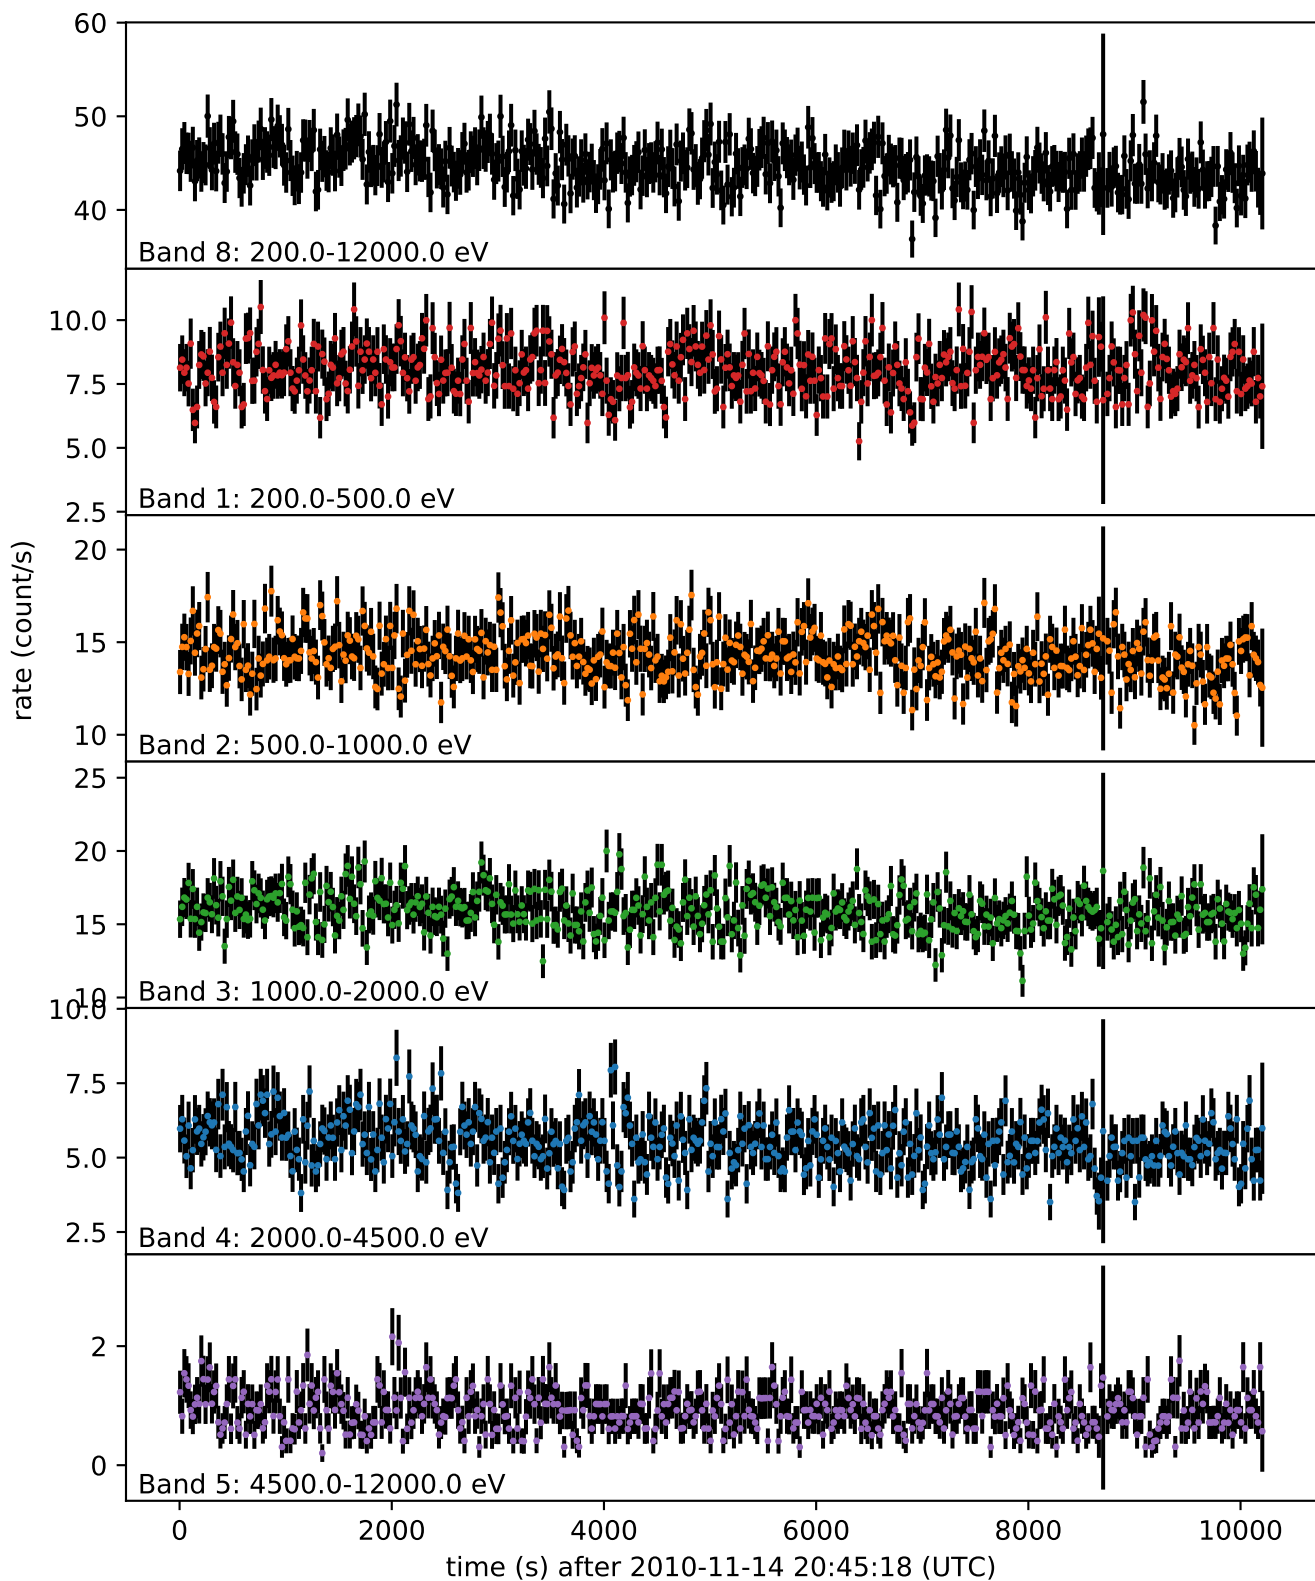 60
50
40
Band 8: 200.0-12000.0 eV
10.0
7.5
5.0
2.5
Band 1: 200.0-500.0 eV
rate (count/s)
20
15
10
Band 2: 500.0-1000.0 eV
25
20
15
10
Band 3: 1000.0-2000.0 eV
10.0
7.5
5.0
2.5
Band 4: 2000.0-4500.0 eV
2
0
Band 5: 4500.0-12000.0 eV
0 2000 4000 6000 8000 10000
time (s) after 2010-11-14 20:45:18 (UTC)